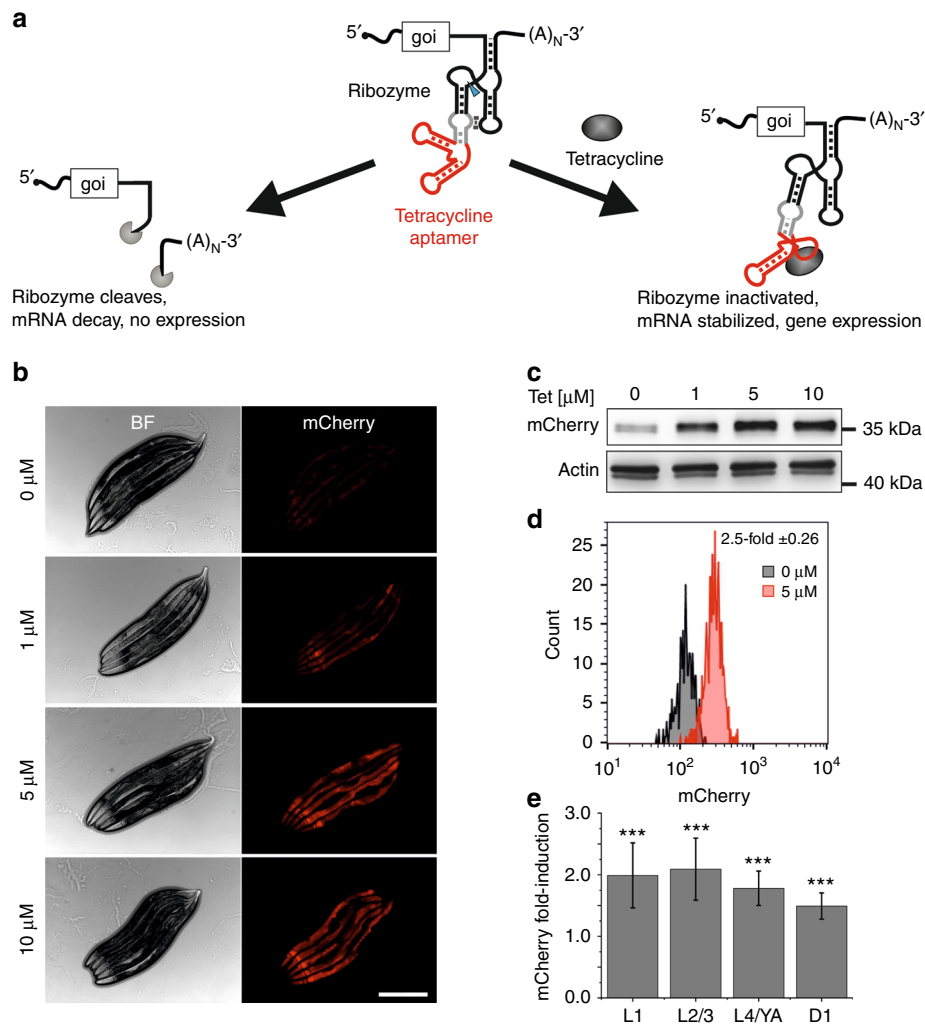 a
5′ goi (A)N-3′
Ribozyme
Tetracycline
Tetracycline
aptamer
5′ goi
(A)N-3′
Ribozyme cleaves,
mRNA decay, no expression
5′ goi (A)N-3′
Ribozyme inactivated,
mRNA stabilized, gene expression
b
BF mCherry
0 μM
1 μM
5 μM
10 μM
c
Tet [μM] 0 1 5 10
mCherry 35 kDa
Actin 40 kDa
d
2.5-fold ±0.26
0 μM
5 μM
Count
25
20
15
10
5
0
10¹ 10² 10³ 10⁴
mCherry
e
mCherry fold-induction
3.0
2.0
1.0
0.0
*** *** *** ***
L1 L2/3 L4/YA D1